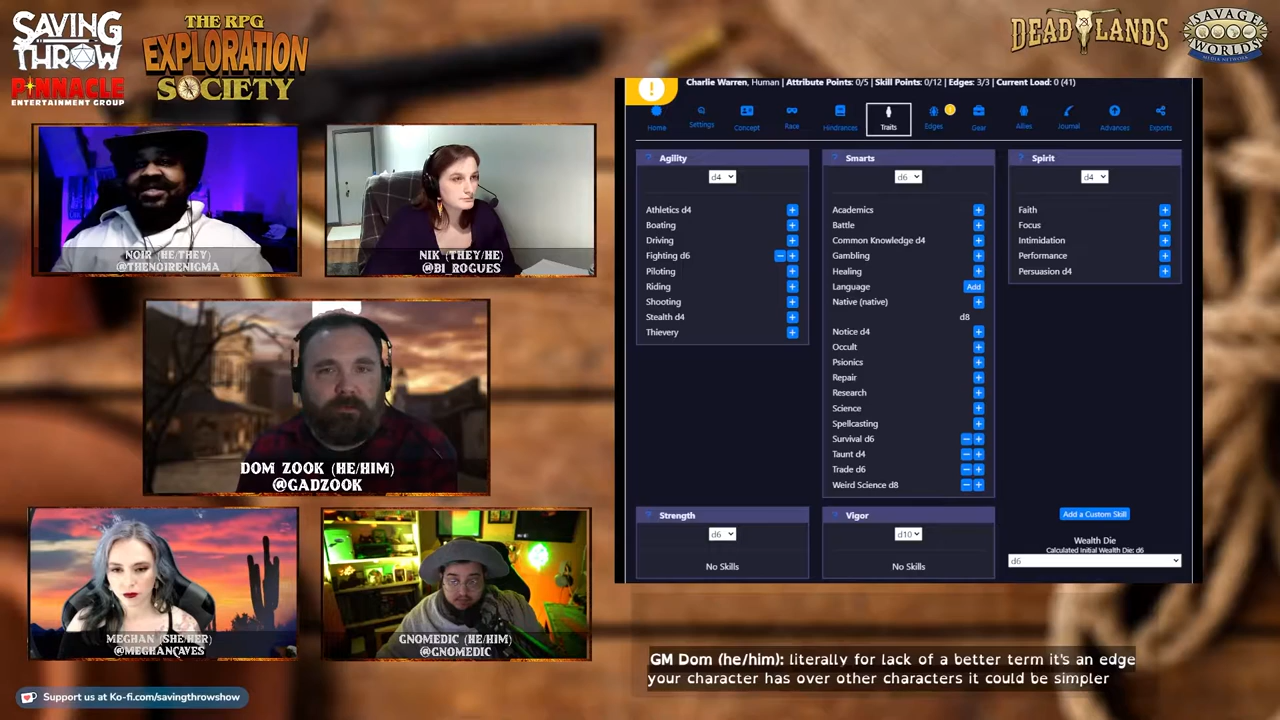 SAVING
THROW
PINNACLE
ENTERTAINMENT GROUP
THE RPG
EXPLORATION
SOCIETY
DEADLANDS
SAVAGE
WORLDS
MEDIA NETWORK
NOIR (HE/THEY)
@THENOIRENIGMA
NIK (THEY/HE)
@BI_ROGUES
DOM ZOOK (HE/HIM)
@GADZOOK
MEGHAN (SHE/HER)
@MEGHANCAVES
GNOMEDIC (HE/HIM)
@GNOMEDIC
Support us at Ko-fi.com/savingthrowshow
Charlie Warren, Human | Attribute Points: 0/5 | Skill Points: 0/12 | Edges: 3/3 | Current Load: 0 (41)
Home Settings Concept Race Hindrances Traits Edges Gear Allies Journal Advances Exports
? Agility
d4
Athletics d4 +
Boating +
Driving +
Fighting d6 − +
Piloting +
Riding +
Shooting +
Stealth d4 +
Thievery +
? Smarts
d6
Academics +
Battle +
Common Knowledge d4 +
Gambling +
Healing +
Language Add
Native (native) +
d8
Notice d4 +
Occult +
Psionics +
Repair +
Research +
Science +
Spellcasting +
Survival d6 − +
Taunt d4 − +
Trade d6 − +
Weird Science d8 − +
? Spirit
d4
Faith +
Focus +
Intimidation +
Performance +
Persuasion d4 +
? Strength
d6
No Skills
? Vigor
d10
No Skills
Add a Custom Skill
Wealth Die
Calculated Initial Wealth Die: d6
d6
GM Dom (he/him): literally for lack of a better term it's an edge
your character has over other characters it could be simpler